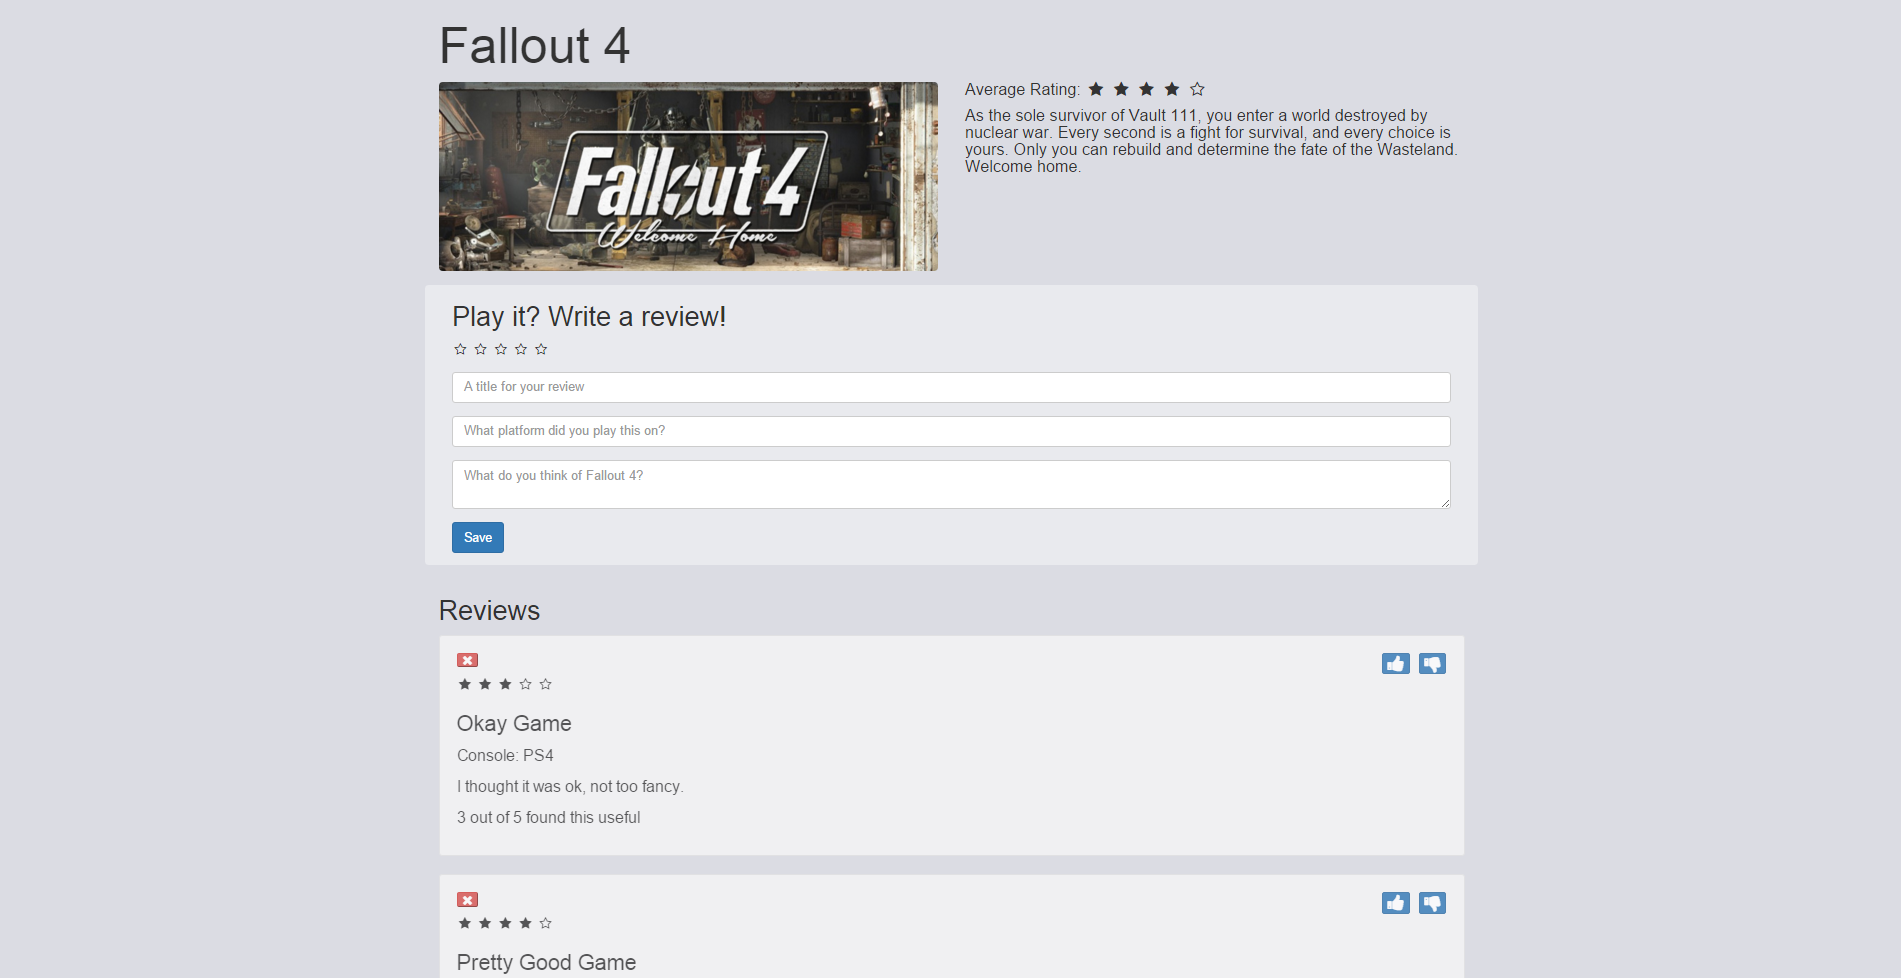 Fallout 4
Fallout 4
Welcome Home
Average Rating:
As the sole survivor of Vault 111, you enter a world destroyed by
nuclear war. Every second is a fight for survival, and every choice is
yours. Only you can rebuild and determine the fate of the Wasteland.
Welcome home.
Play it? Write a review!
A title for your review
What platform did you play this on?
What do you think of Fallout 4?
Save
Reviews
Okay Game
Console: PS4
I thought it was ok, not too fancy.
3 out of 5 found this useful
Pretty Good Game